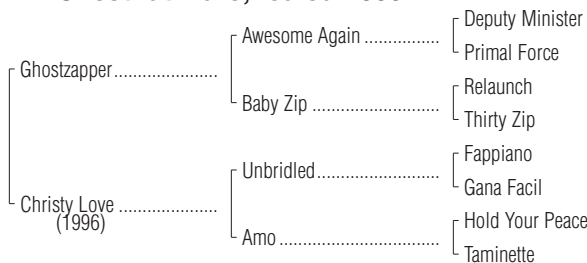 Deputy Minister
Awesome Again ....................
Primal Force
Ghostzapper............................
Relaunch
Baby Zip ..................................
Thirty Zip
Fappiano
Unbridled.................................
Gana Facil
Christy Love ...........................
(1996)
Hold Your Peace
Amo ...........................................
Taminette